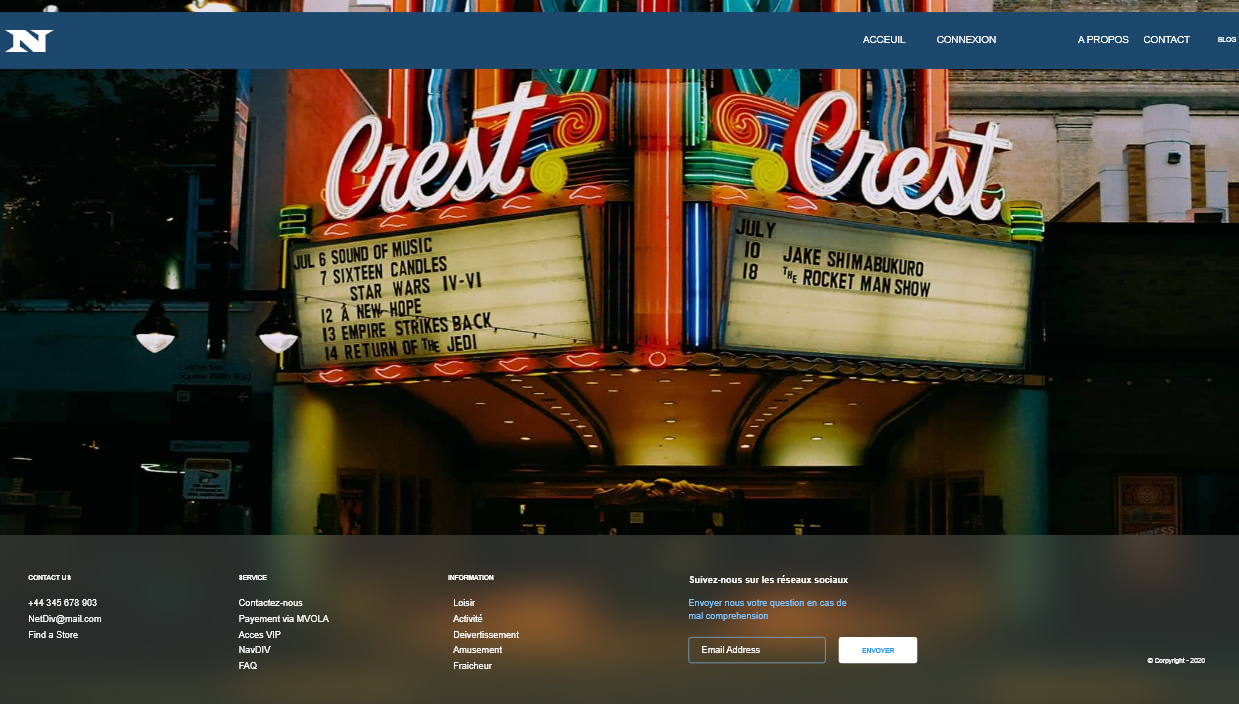 N
ACCEUIL
CONNEXION
A PROPOS
CONTACT
BLOG
Crest
Crest
JUL 6 SOUND OF MUSIC
7 SIXTEEN CANDLES
STAR WARS IV-VI
12 A NEW HOPE
13 EMPIRE STRIKES BACK
14 RETURN OF THE JEDI
JULY
10 JAKE SHIMABUKURO
18 THE ROCKET MAN SHOW
CONTACT US
+44 345 678 903
NetDiv@mail.com
Find a Store
SERVICE
Contactez-nous
Payement via MVOLA
Acces VIP
NavDIV
FAQ
INFORMATION
Loisir
Activité
Deivertissement
Amusement
Fraicheur
Suivez-nous sur les réseaux sociaux
Envoyer nous votre question en cas de
mal comprehension
Email Address
ENVOYER
© Corpyright - 2020